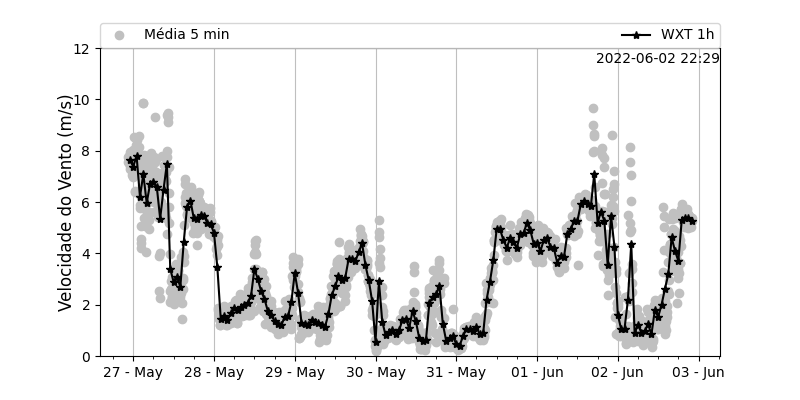 Média 5 min WXT 1h
2022-06-02 22:29
Velocidade do Vento (m/s)
12
10
8
6
4
2
0
27 - May 28 - May 29 - May 30 - May 31 - May 01 - Jun 02 - Jun 03 - Jun